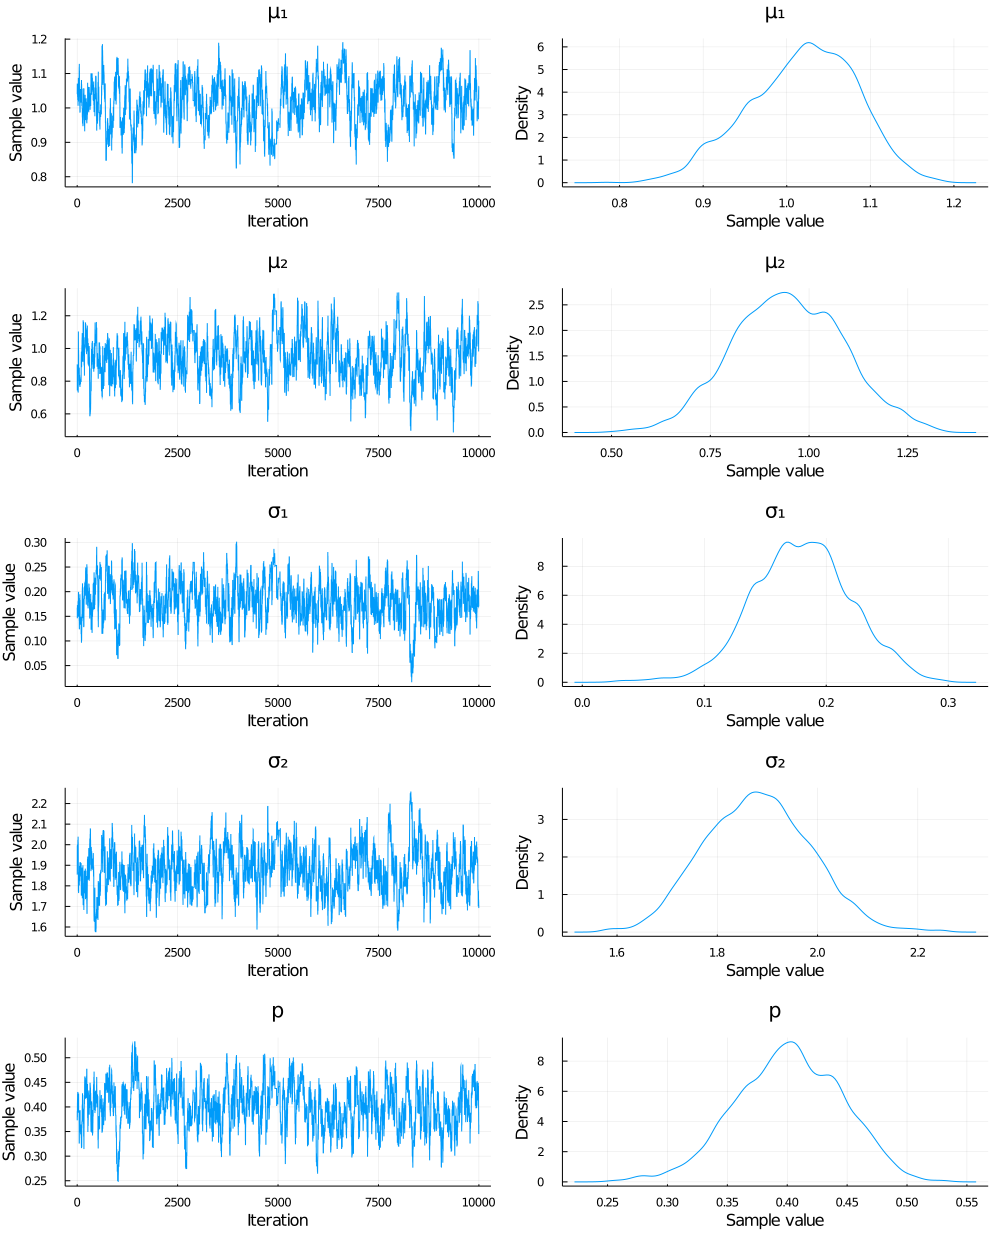 μ₁
Sample value
1.2
1.1
1.0
0.9
0.8
0 2500 5000 7500 10000
Iteration
μ₁
Density
6
5
4
3
2
1
0
0.8 0.9 1.0 1.1 1.2
Sample value
μ₂
Sample value
1.2
1.0
0.8
0.6
0 2500 5000 7500 10000
Iteration
μ₂
Density
2.5
2.0
1.5
1.0
0.5
0.0
0.50 0.75 1.00 1.25
Sample value
σ₁
Sample value
0.30
0.25
0.20
0.15
0.10
0.05
0 2500 5000 7500 10000
Iteration
σ₁
Density
8
6
4
2
0
0.0 0.1 0.2 0.3
Sample value
σ₂
Sample value
2.2
2.1
2.0
1.9
1.8
1.7
1.6
0 2500 5000 7500 10000
Iteration
σ₂
Density
3
2
1
0
1.6 1.8 2.0 2.2
Sample value
p
Sample value
0.50
0.45
0.40
0.35
0.30
0.25
0 2500 5000 7500 10000
Iteration
p
Density
8
6
4
2
0
0.25 0.30 0.35 0.40 0.45 0.50 0.55
Sample value